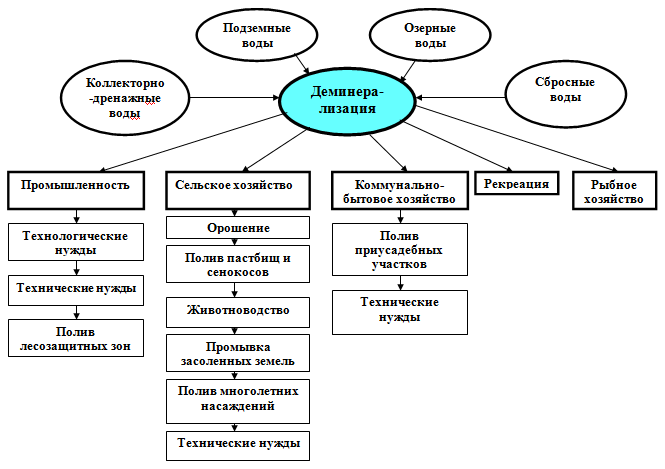 Подземные
воды
Озерные
воды
Коллекторно
-дренажные
воды
Сбросные
воды
Деминера-
лизация
Промышленность
Сельское хозяйство
Коммунально-
бытовое хозяйство
Рекреация
Рыбное
хозяйство
Технологические
нужды
Технические нужды
Полив
лесозащитных зон
Орошение
Полив пастбищ и
сенокосов
Животноводство
Промывка
засоленных земель
Полив многолетних
насаждений
Технические нужды
Полив
приусадебных
участков
Технические
нужды